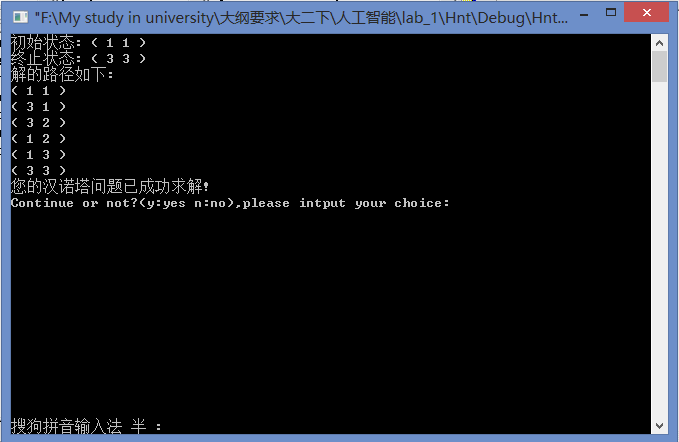 "F:\My study in university\大纲要求\大二下\人工智能\lab_1\Hnt\Debug\Hnt...
初始状态: ( 1 1 )
终止状态: ( 3 3 )
解的路径如下:
( 1 1 )
( 3 1 )
( 3 2 )
( 1 2 )
( 1 3 )
( 3 3 )
您的汉诺塔问题已成功求解!
Continue or not?(y:yes n:no),please intput your choice:
搜狗拼音输入法 半 :